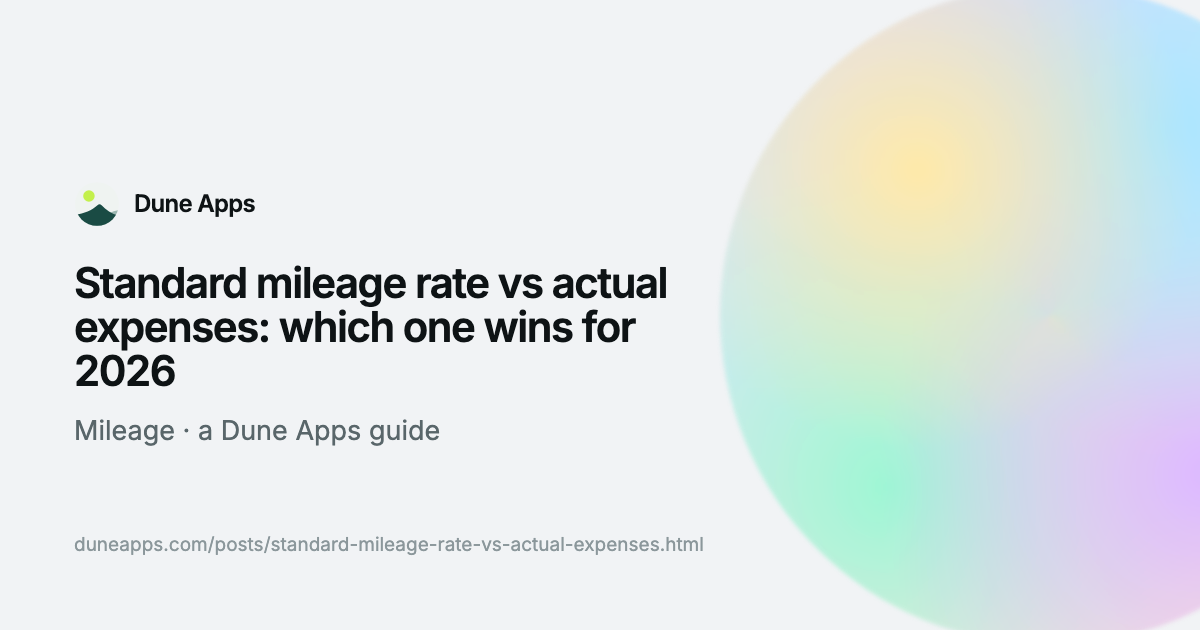 Dune Apps
Standard mileage rate vs actual
expenses: which one wins for
2026
Mileage · a Dune Apps guide
duneapps.com/posts/standard-mileage-rate-vs-actual-expenses.html